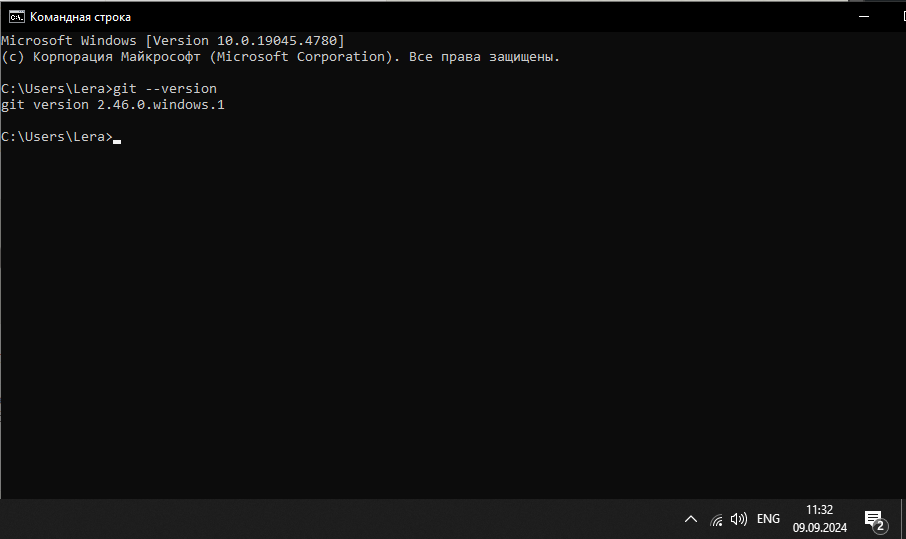 Командная строка
Microsoft Windows [Version 10.0.19045.4780]
(c) Корпорация Майкрософт (Microsoft Corporation). Все права защищены.
C:\Users\Lera>git --version
git version 2.46.0.windows.1
C:\Users\Lera>
ENG
11:32
09.09.2024
2